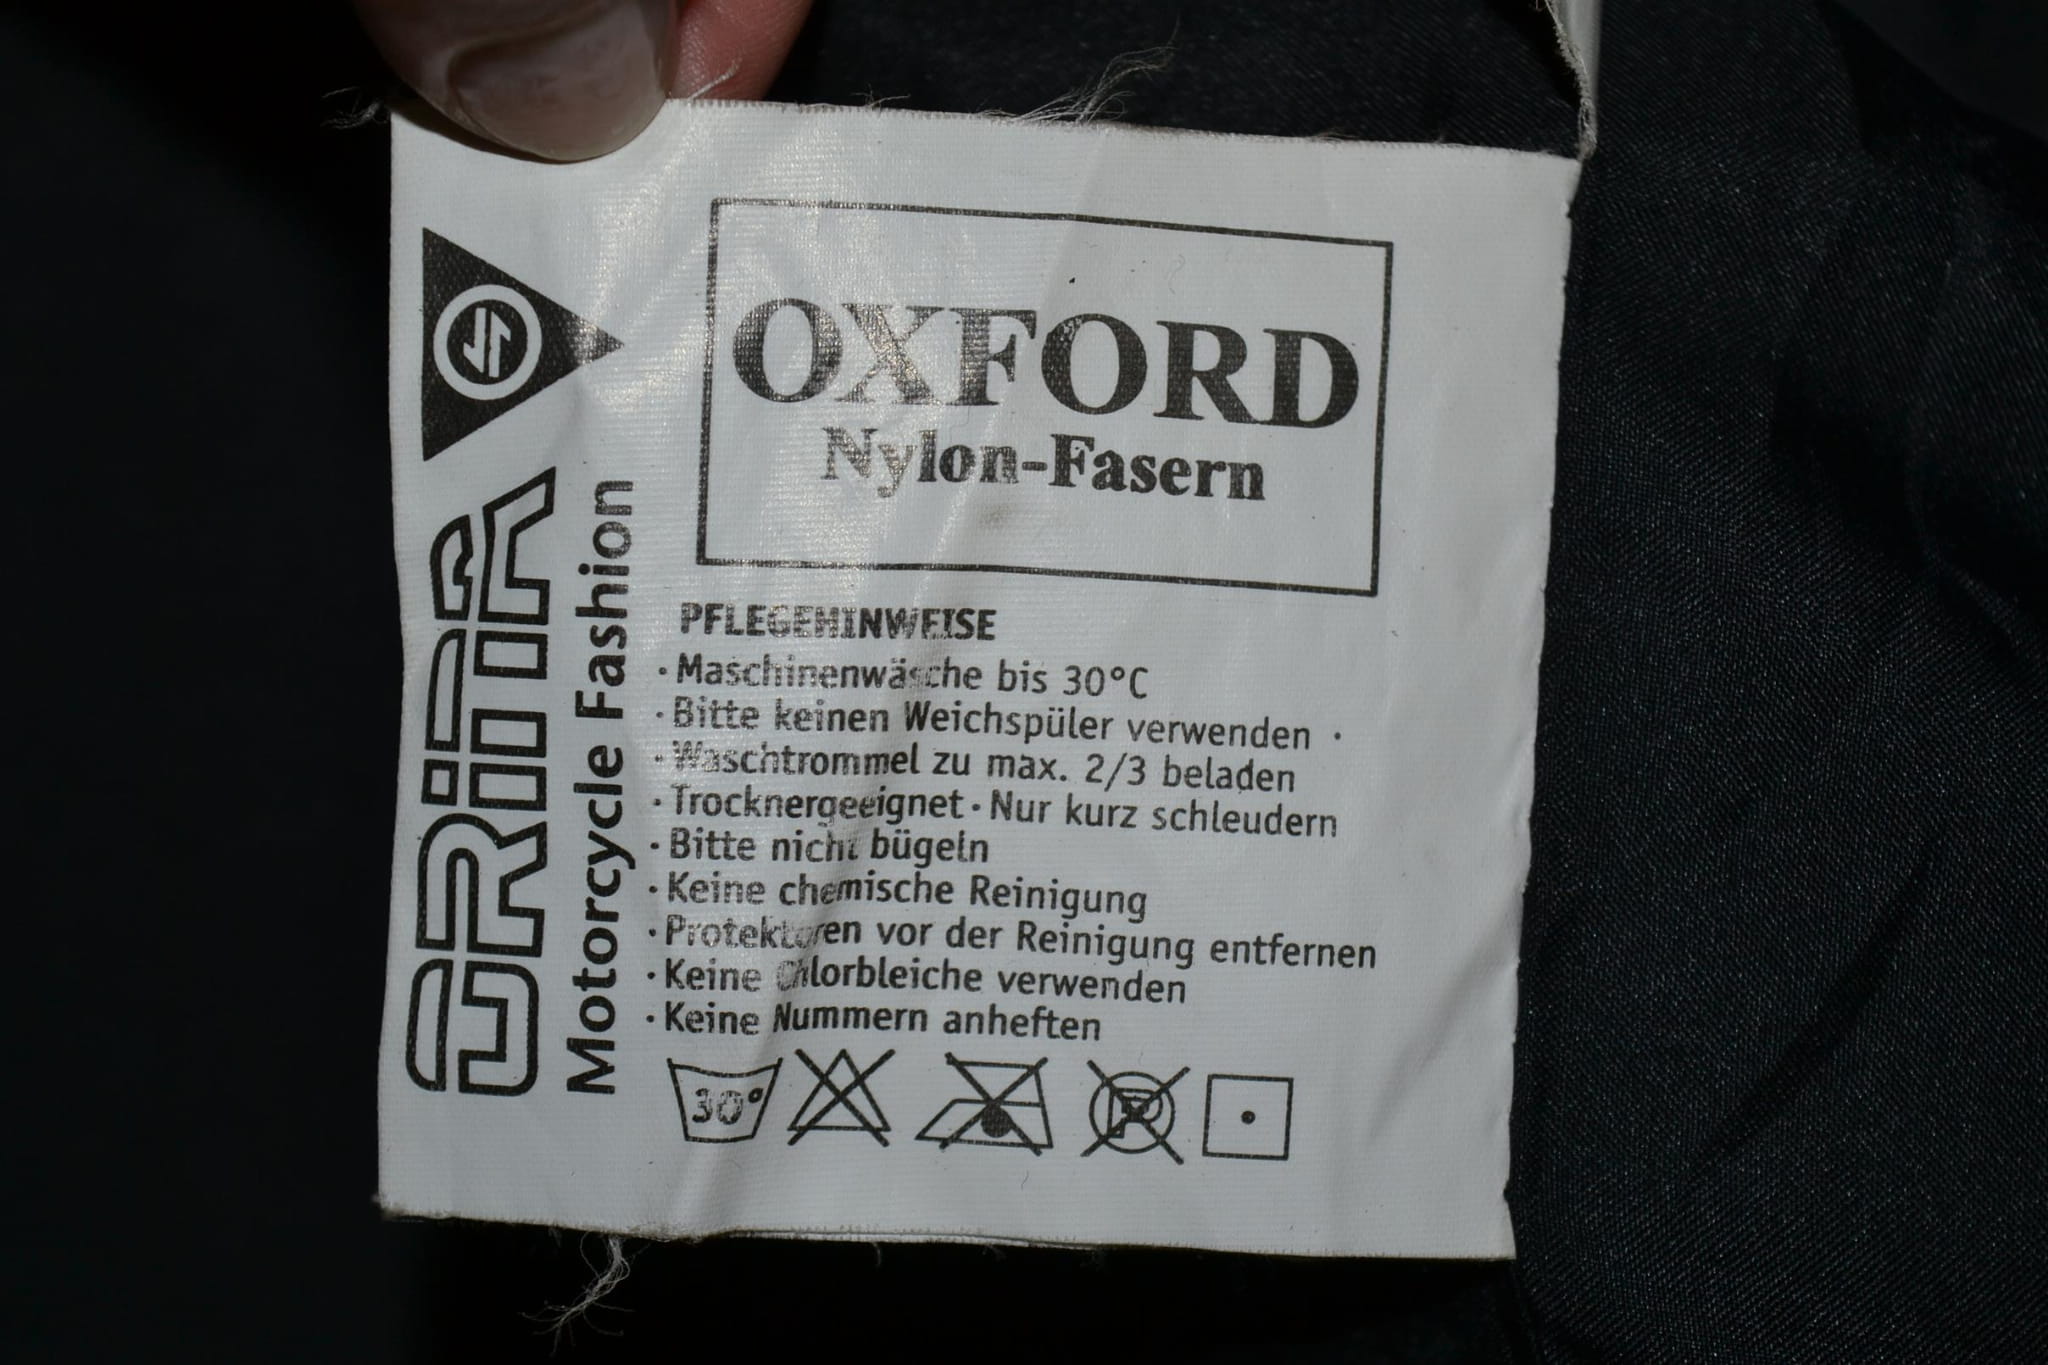 OXFORD
Nylon-Fasern
PFLEGEHINWEISE
· Maschinenwäsche bis 30°C
· Bitte keinen Weichspüler verwenden ·
· Waschtrommel zu max. 2/3 beladen
· Trocknergeeignet · Nur kurz schleudern
· Bitte nicht bügeln
· Keine chemische Reinigung
· Protektoren vor der Reinigung entfernen
· Keine Chlorbleiche verwenden
· Keine Nummern anheften
30°
P
Motorcycle Fashion